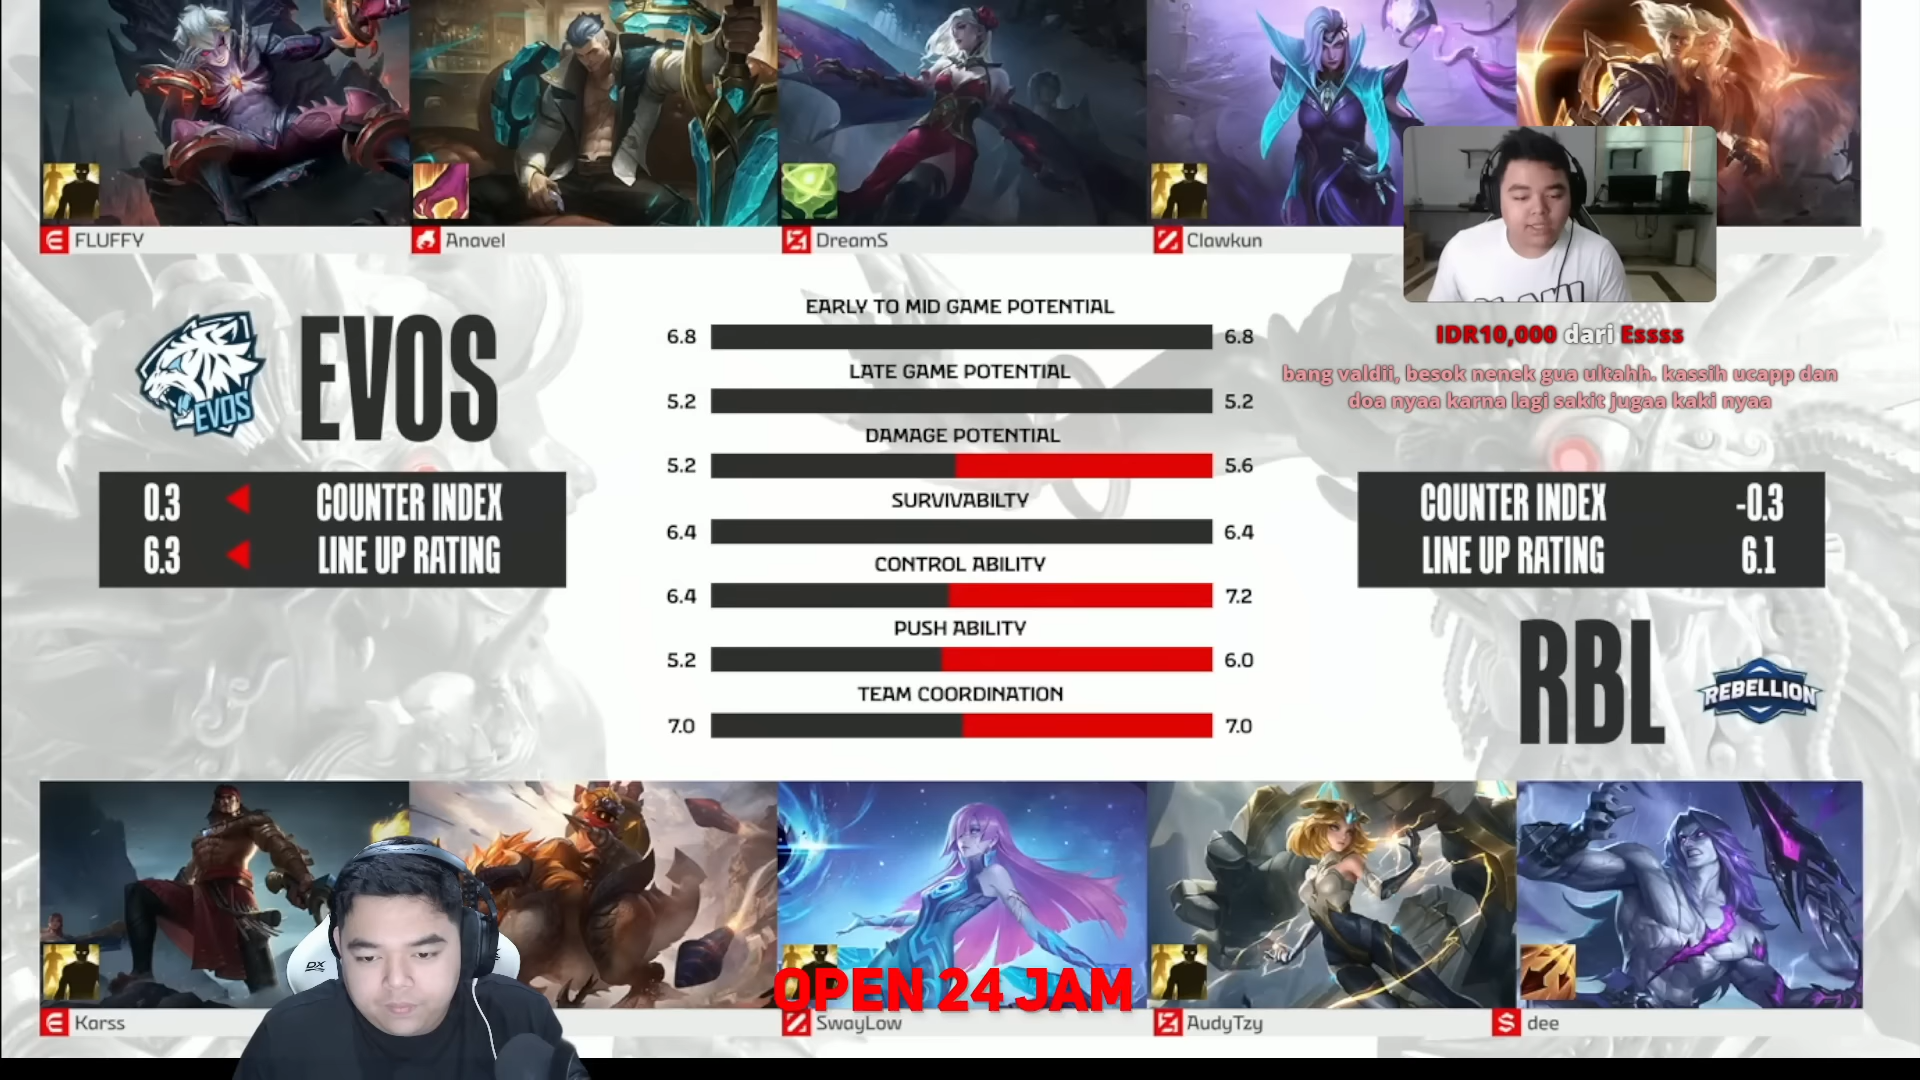 FLUFFY
Anavel
DreamS
Clawkun
EVOS
EVOS
0.3 COUNTER INDEX
6.3 LINE UP RATING
EARLY TO MID GAME POTENTIAL
6.8 6.8
LATE GAME POTENTIAL
5.2 5.2
DAMAGE POTENTIAL
5.2 5.6
SURVIVABILTY
6.4 6.4
CONTROL ABILITY
6.4 7.2
PUSH ABILITY
5.2 6.0
TEAM COORDINATION
7.0 7.0
IDR10,000 dari Essss
bang valdii, besok nenek gua ultahh. kassih ucapp dan
doa nyaa karna lagi sakit jugaa kaki nyaa
COUNTER INDEX -0.3
LINE UP RATING 6.1
RBL
REBELLION
DX
OPEN 24 JAM
Karss
SwayLow
AudyTzy
dee